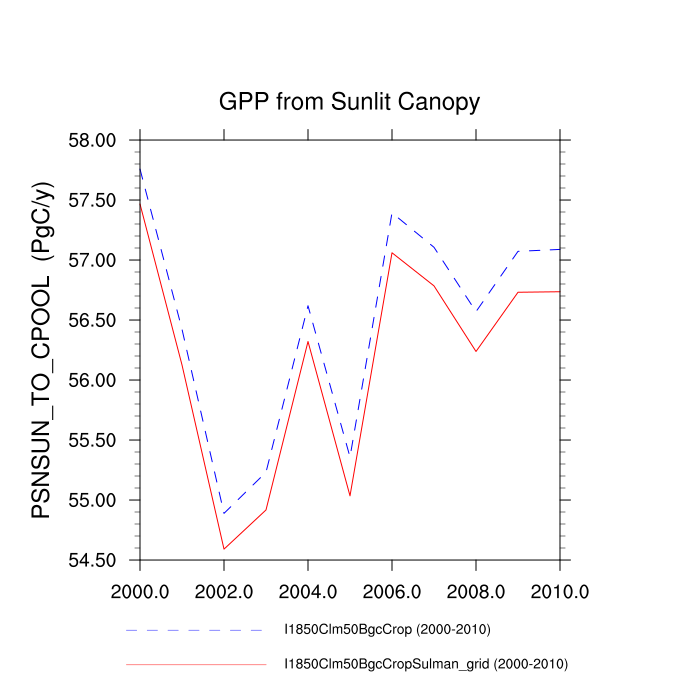 GPP from Sunlit Canopy
PSNSUN_TO_CPOOL (PgC/y)
58.00
57.50
57.00
56.50
56.00
55.50
55.00
54.50
2000.0 2002.0 2004.0 2006.0 2008.0 2010.0
I1850Clm50BgcCrop (2000-2010)
I1850Clm50BgcCropSulman_grid (2000-2010)